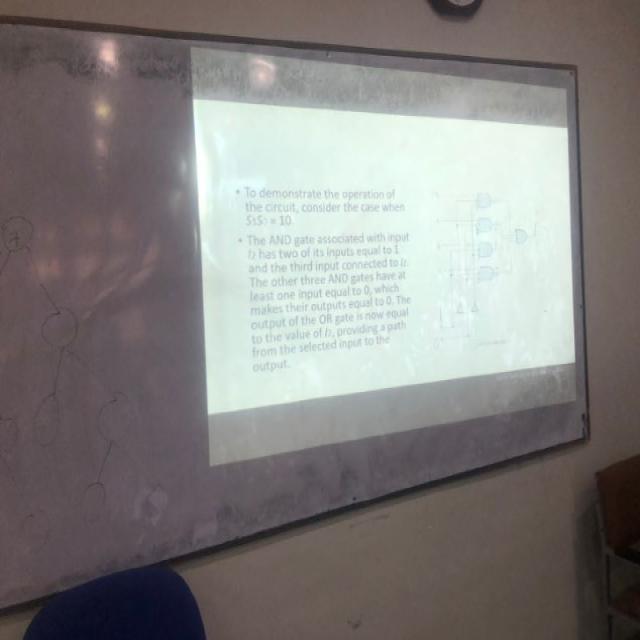 • To demonstrate the operation of
the circuit, consider the case when
S1S0 = 10
• The AND gate associated with input
I2 has two of its inputs equal to 1
and the third input connected to I2.
The other three AND gates have at
least one input equal to 0, which
makes their outputs equal to 0. The
output of the OR gate is now equal
to the value of I2, providing a path
from the selected input to the
output.